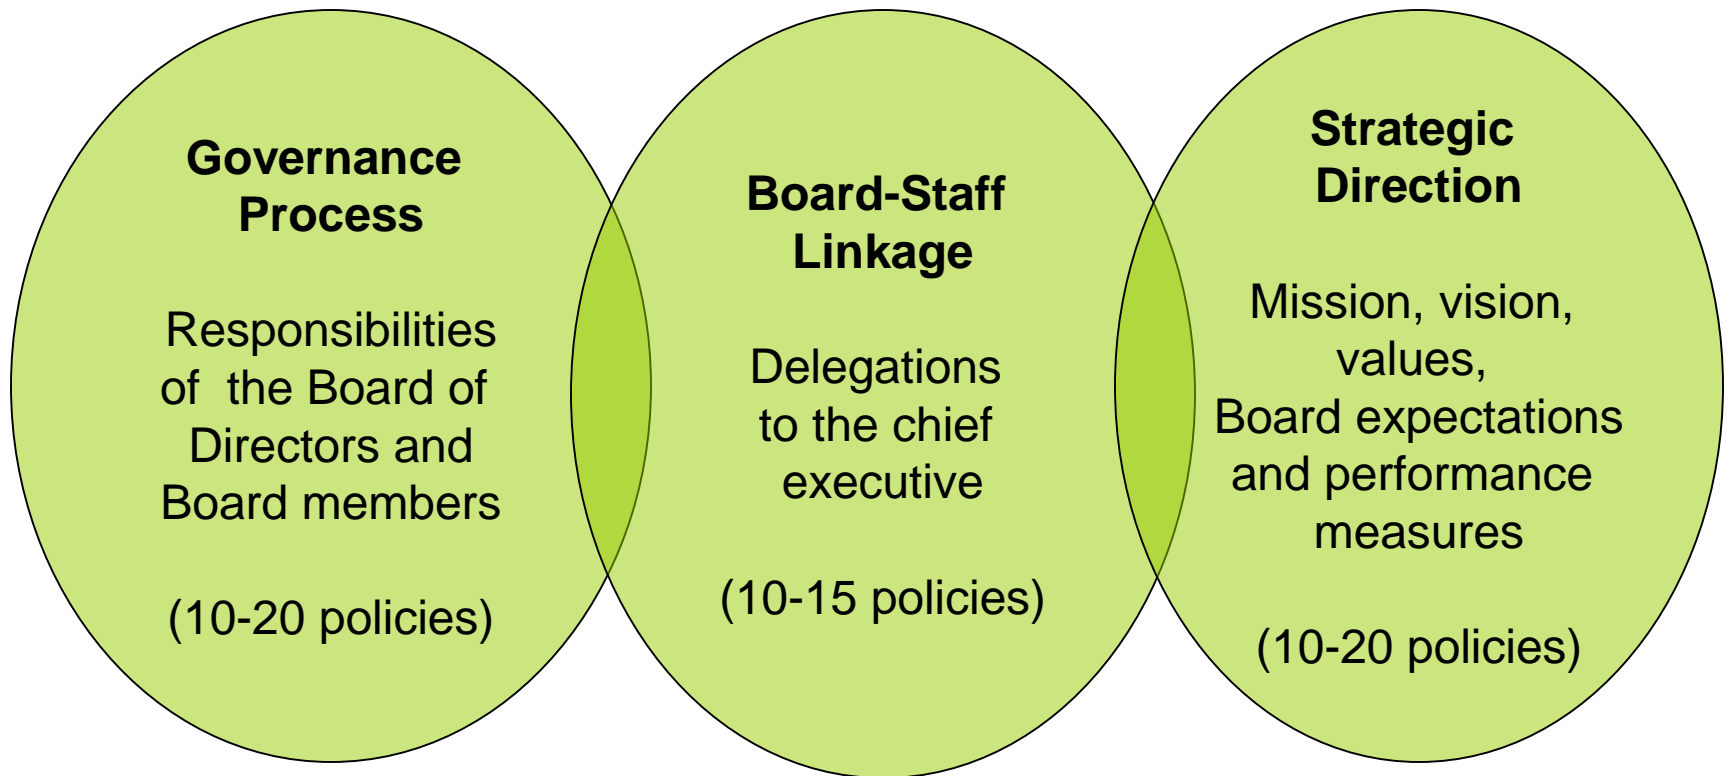 Governance
Process
Responsibilities
of the Board of
Directors and
Board members
(10-20 policies)
Board-Staff
Linkage
Delegations
to the chief
executive
(10-15 policies)
Strategic
Direction
Mission, vision,
values,
Board expectations
and performance
measures
(10-20 policies)